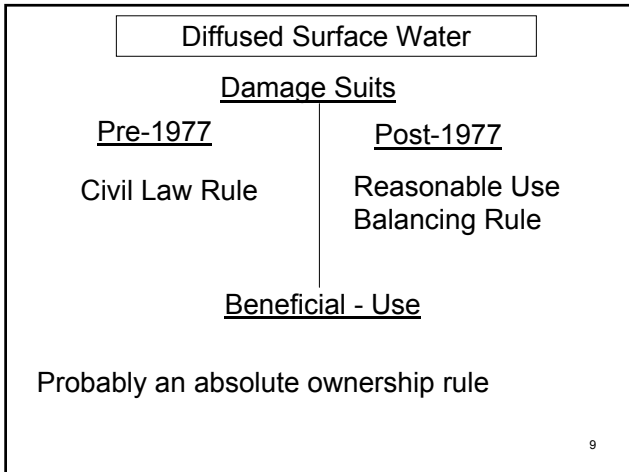 Diffused Surface Water
Damage Suits
Pre-1977
Civil Law Rule
Post-1977
Reasonable Use
Balancing Rule
Beneficial - Use
Probably an absolute ownership rule
9